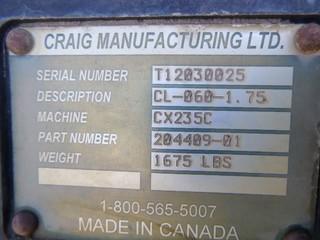 CRAIG MANUFACTURING LTD.
SERIAL NUMBER T12030025
DESCRIPTION CL-060-1.75
MACHINE CX235C
PART NUMBER 204409-01
WEIGHT 1675 LBS
1-800-565-5007
MADE IN CANADA